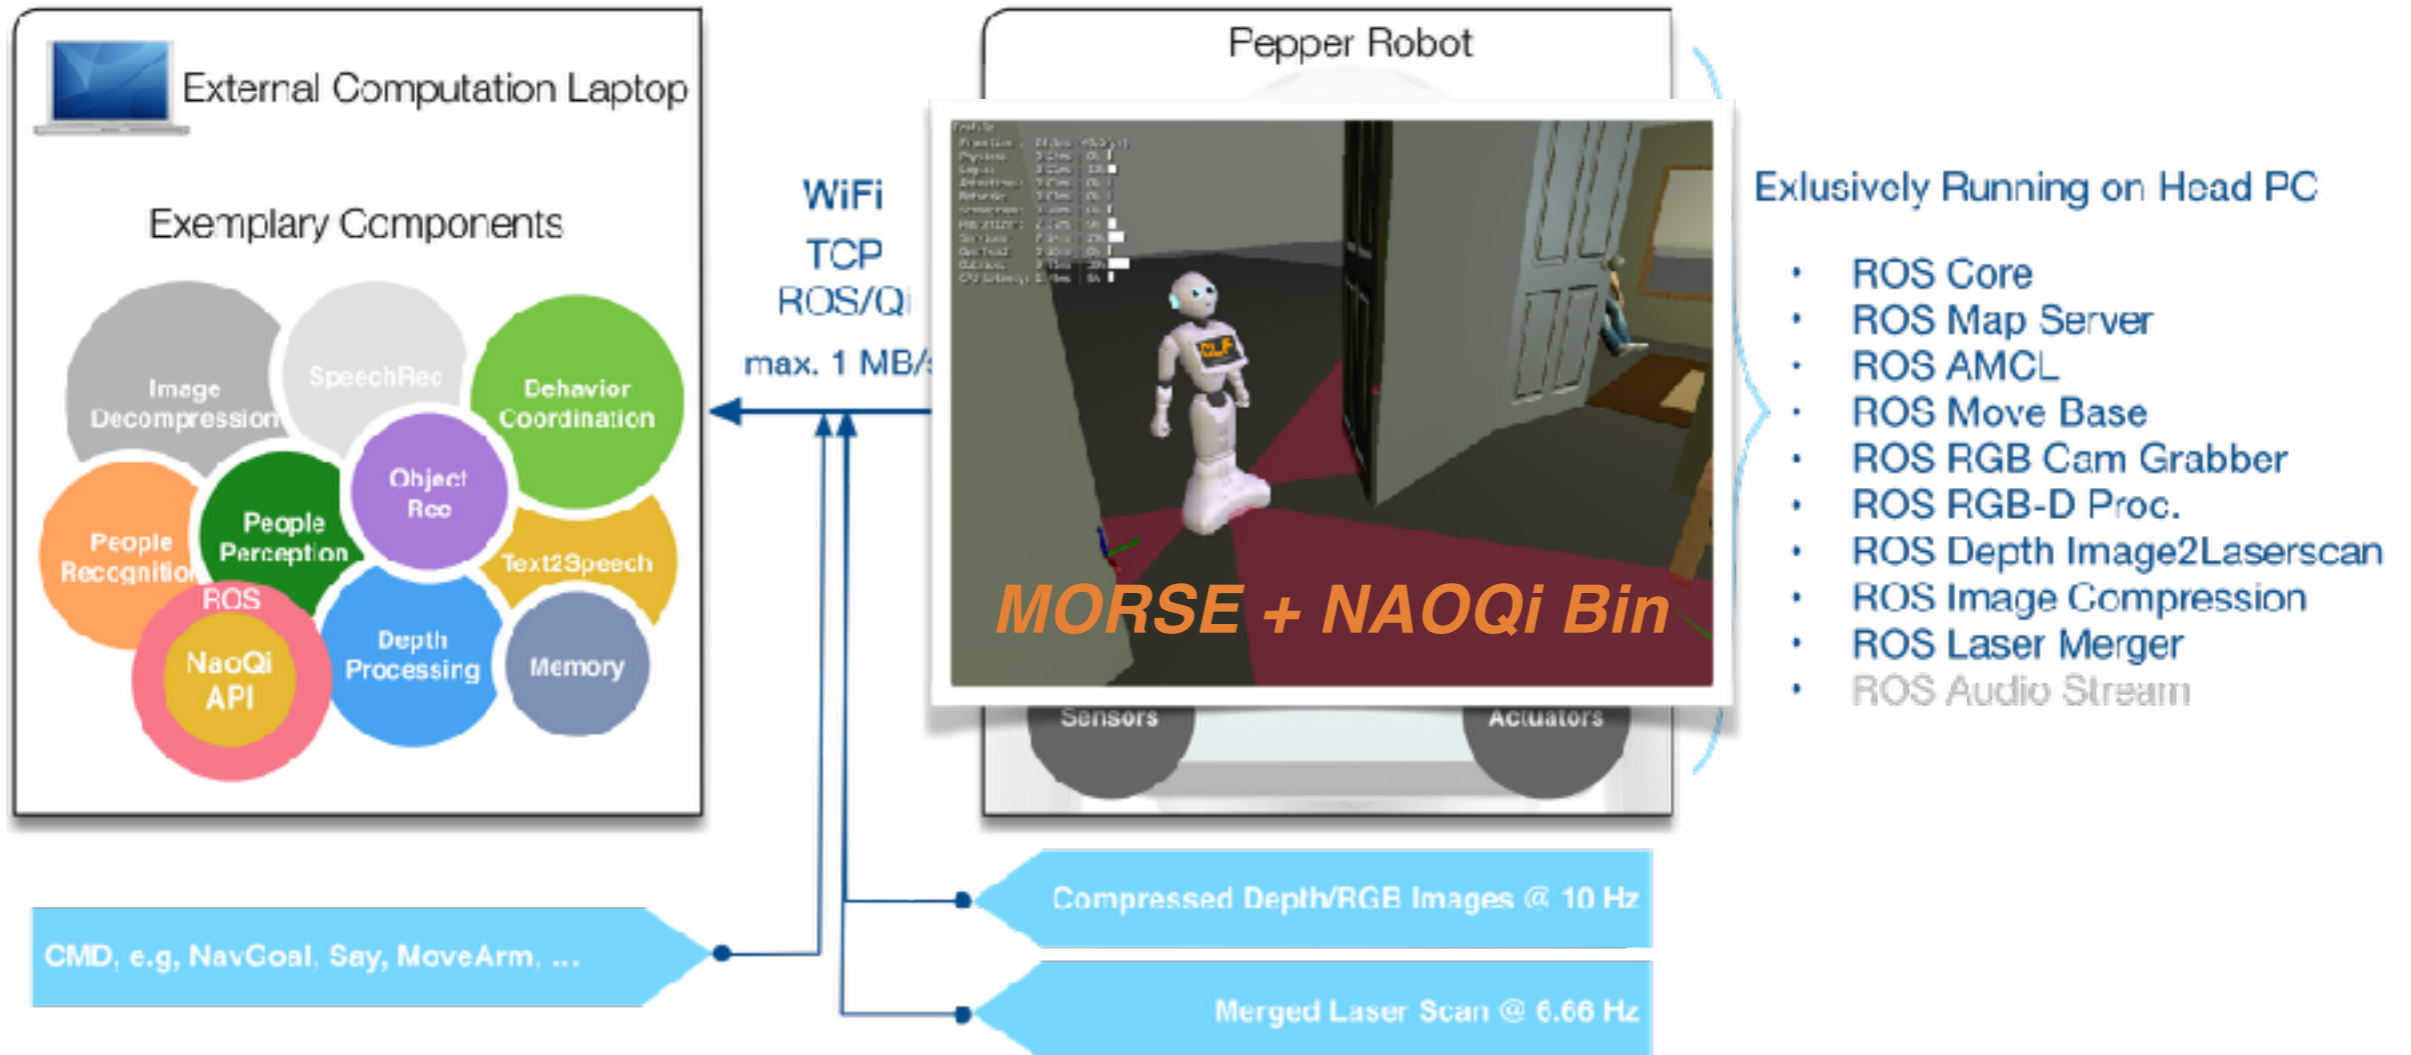 External Computation Laptop
Exemplary Components
Image
Decompression
SpeechRec
Behavior
Coordination
Object
Rec
People
Perception
People
Recognition
Text2Speech
ROS
NaoQi
API
Depth
Processing
Memory
WiFi
TCP
ROS/Qi
max. 1 MB/s
Pepper Robot
CLF
MORSE + NAOQi Bin
Sensors
Actuators
Exlusively Running on Head PC
• ROS Core
• ROS Map Server
• ROS AMCL
• ROS Move Base
• ROS RGB Cam Grabber
• ROS RGB-D Proc.
• ROS Depth Image2Laserscan
• ROS Image Compression
• ROS Laser Merger
• ROS Audio Stream
CMD, e.g, NavGoal, Say, MoveArm, ...
Compressed Depth/RGB Images @ 10 Hz
Merged Laser Scan @ 6.66 Hz